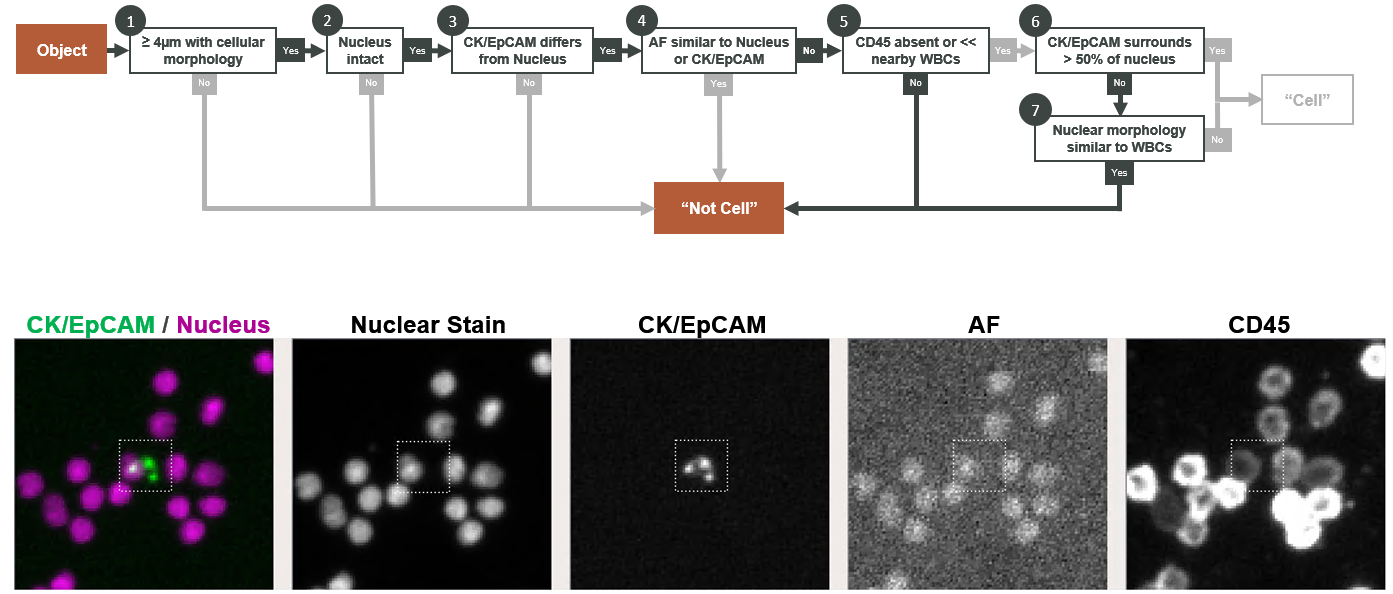 Object
1
≥ 4µm with cellular
morphology
Yes
No
2
Nucleus
intact
Yes
No
3
CK/EpCAM differs
from Nucleus
Yes
No
4
AF similar to Nucleus
or CK/EpCAM
No
Yes
5
CD45 absent or <<
nearby WBCs
Yes
No
6
CK/EpCAM surrounds
> 50% of nucleus
Yes
No
7
Nuclear morphology
similar to WBCs
No
Yes
“Cell”
“Not Cell”
CK/EpCAM / Nucleus
Nuclear Stain
CK/EpCAM
AF
CD45